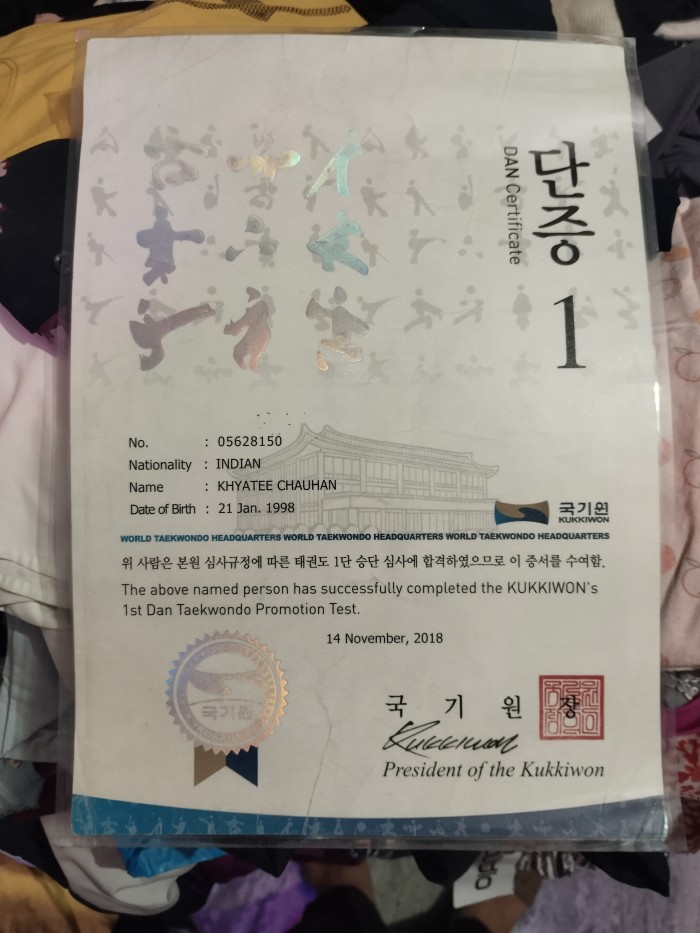 단증 1
DAN Certificate
No. : 05628150
Nationality : INDIAN
Name : KHYATEE CHAUHAN
Date of Birth : 21 Jan. 1998
국기원
KUKKIWON
WORLD TAEKWONDO HEADQUARTERS WORLD TAEKWONDO HEADQUARTERS WORLD TAEKWONDO HEADQUARTERS
위 사람은 본원 심사규정에 따른 태권도 1단 승단 심사에 합격하였으므로 이 증서를 수여함.
The above named person has successfully completed the KUKKIWON's
1st Dan Taekwondo Promotion Test.
14 November, 2018
국기원
국 기 원 장
Kukkiwon
President of the Kukkiwon